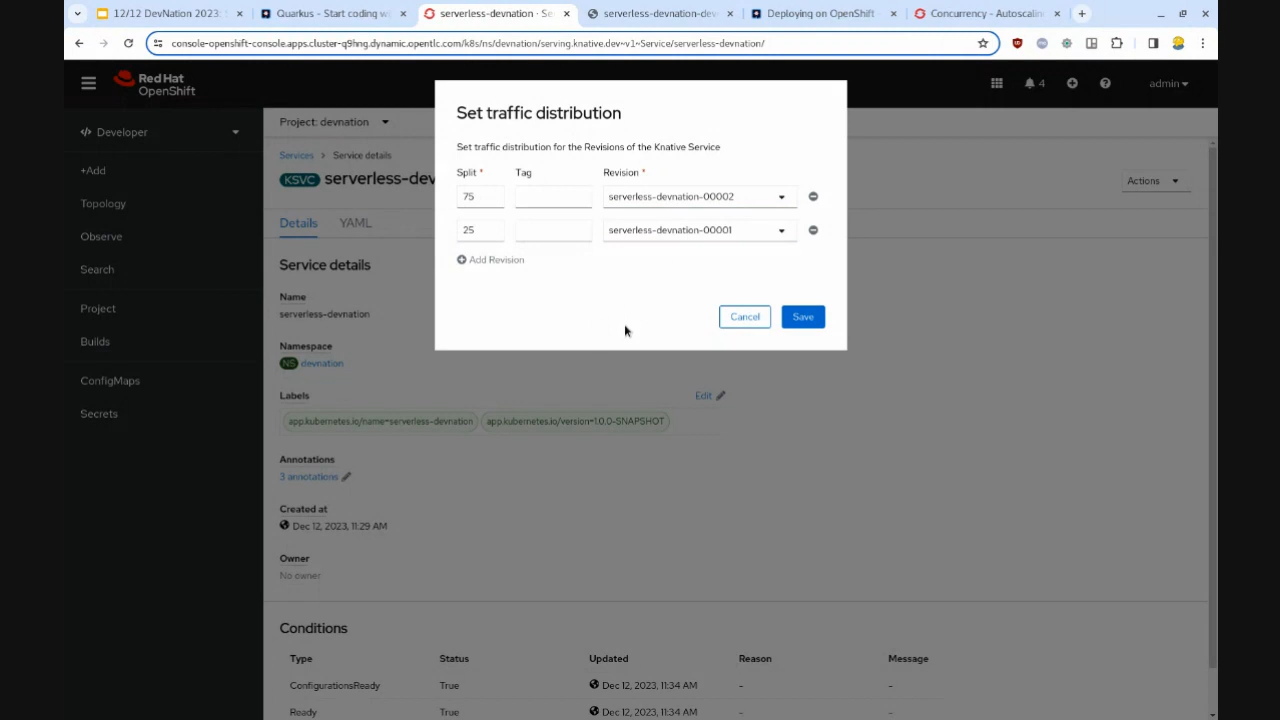 12/12 DevNation 2023:
Quarkus - Start coding w
serverless-devnation · Se
serverless-devnation-dev
Deploying on OpenShift
Concurrency - Autoscalin
console-openshift-console.apps.cluster-q9hng.dynamic.opentlc.com/k8s/ns/devnation/serving.knative.dev~v1~Service/serverless-devnation/
Red Hat
OpenShift
4
admin
Developer
+Add
Topology
Observe
Search
Project
Builds
ConfigMaps
Secrets
Project: devnation
Services > Service details
KSVC serverless-dev
Actions
Details YAML
Set traffic distribution
Set traffic distribution for the Revisions of the Knative Service
Split * Tag Revision *
75 serverless-devnation-00002
25 serverless-devnation-00001
Add Revision
Cancel Save
Service details
Name
serverless-devnation
Namespace
NS devnation
Labels Edit
app.kubernetes.io/name=serverless-devnation app.kubernetes.io/version=1.0.0-SNAPSHOT
Annotations
3 annotations
Created at
Dec 12, 2023, 11:29 AM
Owner
No owner
Conditions
Type Status Updated Reason Message
ConfigurationsReady True Dec 12, 2023, 11:34 AM - -
Ready True Dec 12, 2023, 11:34 AM - -